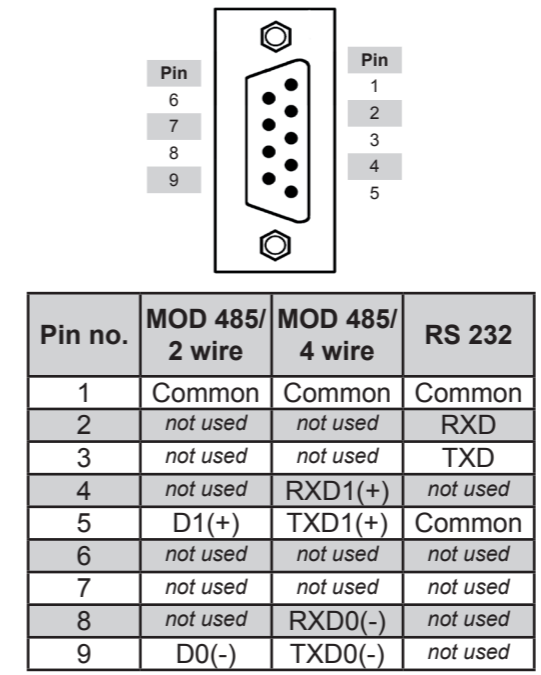 Pin
6
7
8
9
Pin
1
2
3
4
5
Pin no. MOD 485/ 2 wire MOD 485/ 4 wire RS 232
1 Common Common Common
2 not used not used RXD
3 not used not used TXD
4 not used RXD1(+) not used
5 D1(+) TXD1(+) Common
6 not used not used not used
7 not used not used not used
8 not used RXD0(-) not used
9 D0(-) TXD0(-) not used